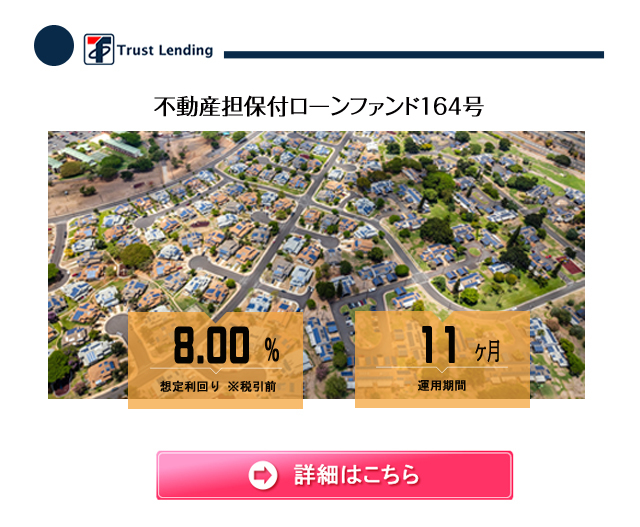 Trust Lending
不動産担保付ローンファンド164号
8.00 %
11 ヶ月
想定利回り ※税引前
運用期間
詳細はこちら